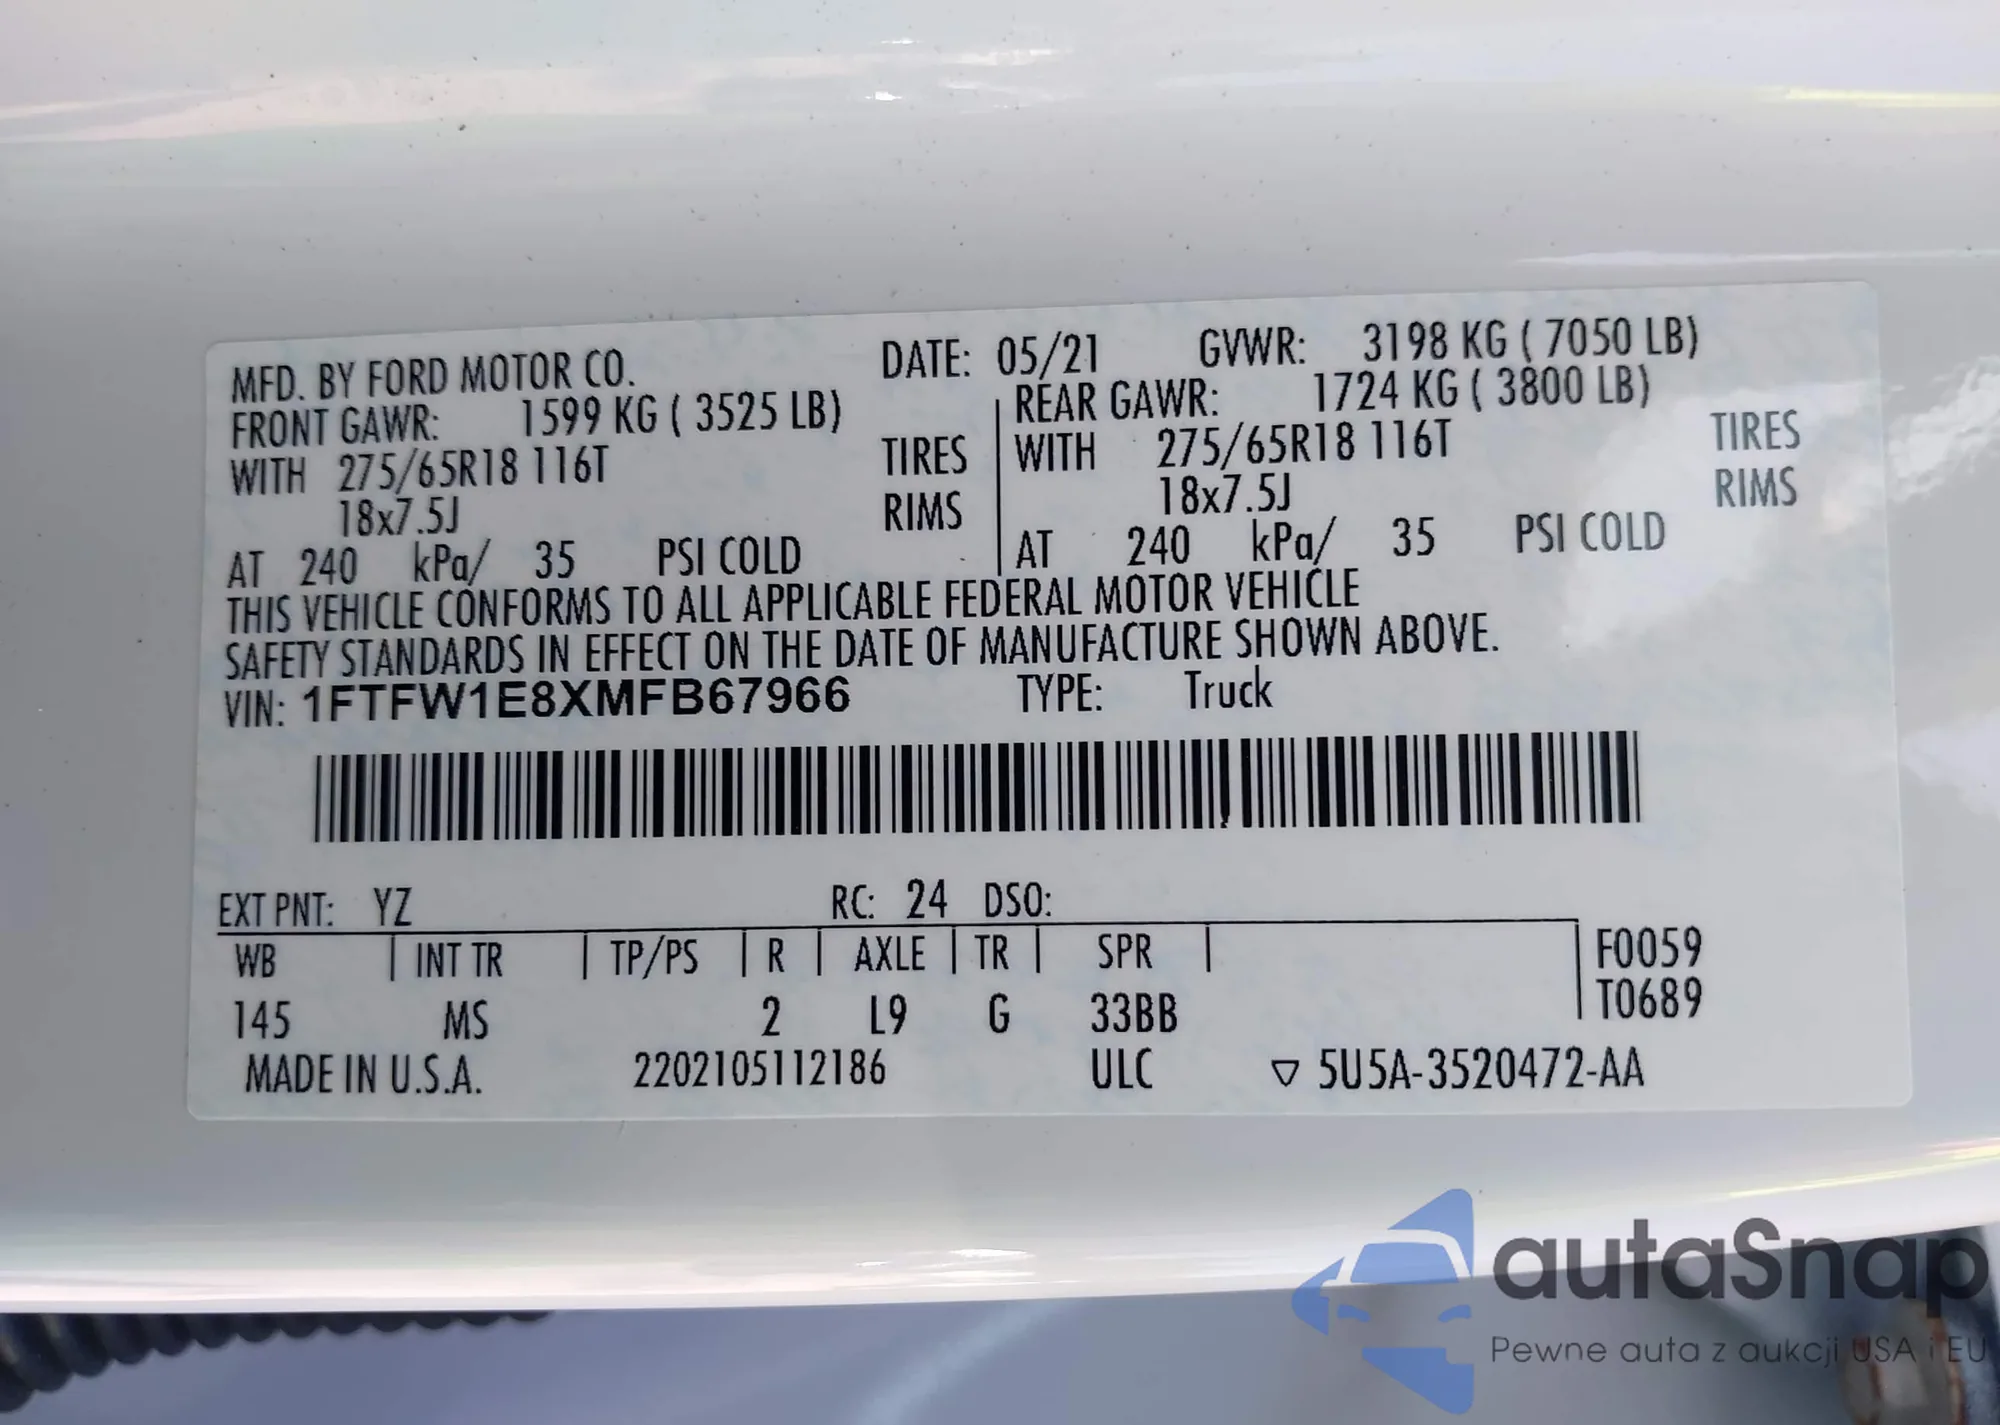 MFD. BY FORD MOTOR CO. DATE: 05/21 GVWR: 3198 KG ( 7050 LB)
FRONT GAWR: 1599 KG ( 3525 LB) REAR GAWR: 1724 KG ( 3800 LB)
WITH 275/65R18 116T TIRES WITH 275/65R18 116T TIRES
18x7.5J RIMS 18x7.5J RIMS
AT 240 kPa/ 35 PSI COLD AT 240 kPa/ 35 PSI COLD
THIS VEHICLE CONFORMS TO ALL APPLICABLE FEDERAL MOTOR VEHICLE
SAFETY STANDARDS IN EFFECT ON THE DATE OF MANUFACTURE SHOWN ABOVE.
VIN: 1FTFW1E8XMFB67966 TYPE: Truck
EXT PNT: YZ RC: 24 DSO:
WB INT TR TP/PS R AXLE TR SPR F0059
145 MS 2 L9 G 33BB T0689
MADE IN U.S.A. 2202105112186 ULC ▽ 5U5A-3520472-AA
autaSnap
Pewne auta z aukcji USA i EU